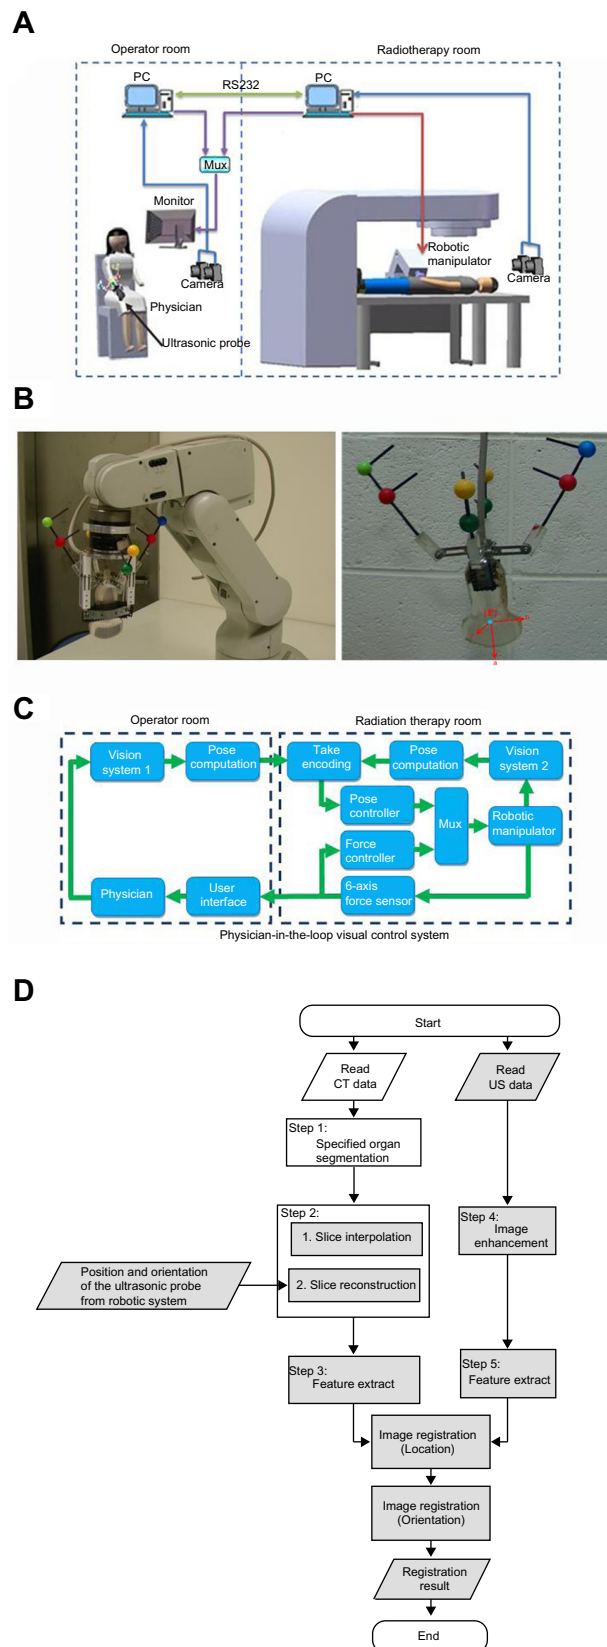 A
Operator room
Radiotherapy room
PC
RS232
PC
Mux
Monitor
Camera
Physician
Ultrasonic probe
Robotic
manipulator
Camera
B
C
Operator room
Radiation therapy room
Vision
system 1
Pose
computation
Take
encoding
Pose
computation
Vision
system 2
Pose
controller
Mux
Robotic
manipulator
Force
controller
Physician
User
interface
6-axis
force sensor
Physician-in-the-loop visual control system
D
Start
Read
CT data
Read
US data
Step 1:
Specified organ
segmentation
Step 2:
1. Slice interpolation
2. Slice reconstruction
Step 4:
Image
enhancement
Position and orientation
of the ultrasonic probe
from robotic system
Step 3:
Feature extract
Step 5:
Feature extract
Image registration
(Location)
Image registration
(Orientation)
Registration
result
End